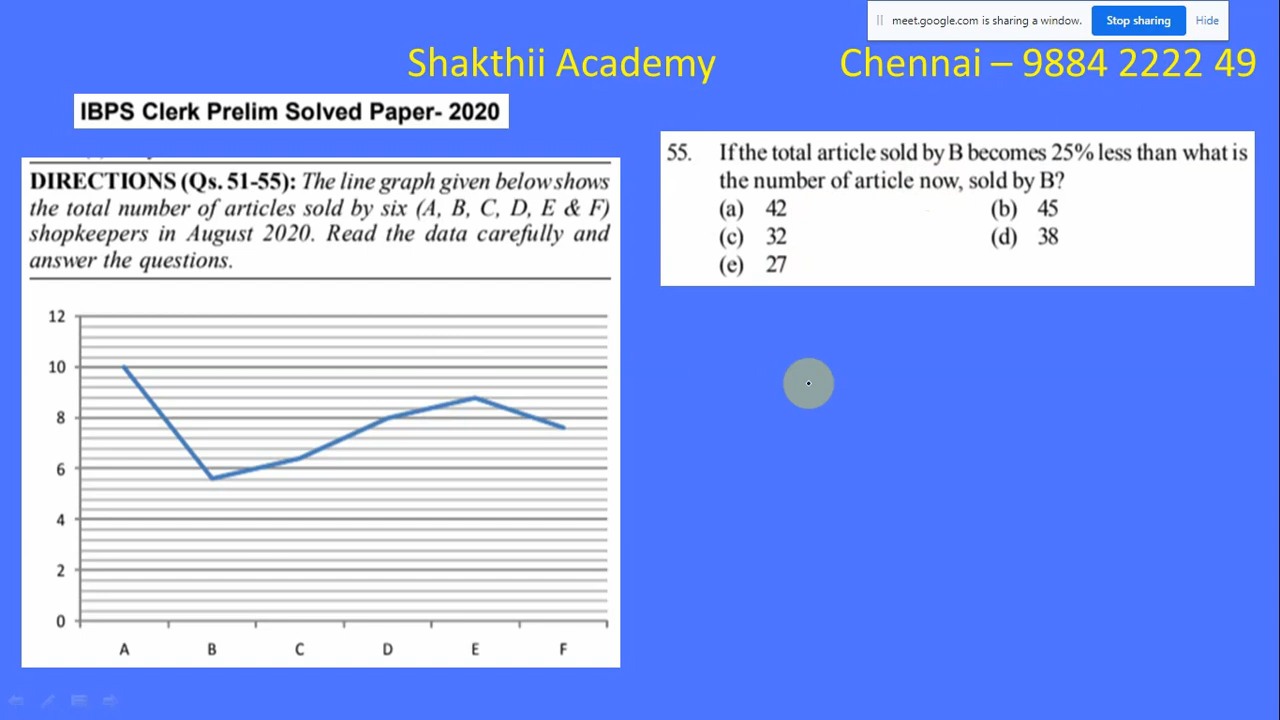 meet.google.com is sharing a window. Stop sharing Hide
Shakthii Academy Chennai – 9884 2222 49
IBPS Clerk Prelim Solved Paper- 2020
DIRECTIONS (Qs. 51-55): The line graph given below shows
the total number of articles sold by six (A, B, C, D, E & F)
shopkeepers in August 2020. Read the data carefully and
answer the questions.
12
10
8
6
4
2
0
A B C D E F
55. If the total article sold by B becomes 25% less than what is
the number of article now, sold by B?
(a) 42 (b) 45
(c) 32 (d) 38
(e) 27